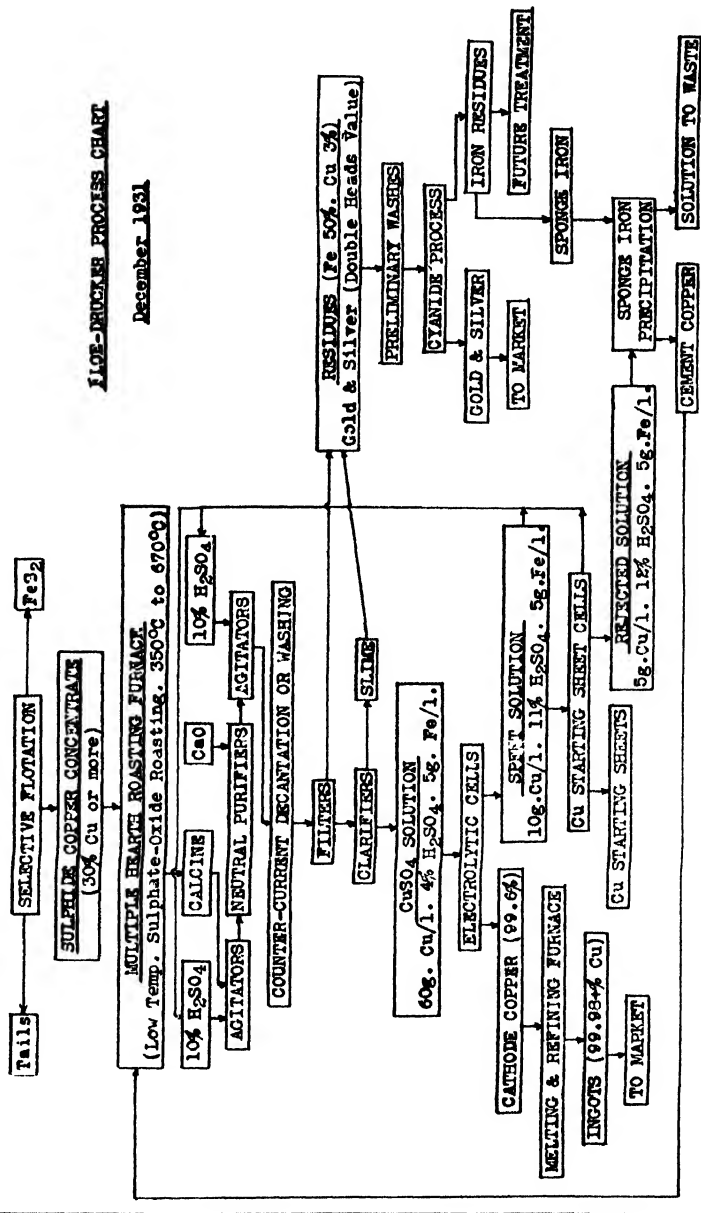 FLOE-DRUCKER PROCESS CHART
December 1931
Tails
SELECTIVE FLOTATION
FeS2
SULPHIDE COPPER CONCENTRATE
(30% Cu or more)
MULTIPLE HEARTH ROASTING FURNACE
(Low Temp. Sulphate-Oxide Roasting. 350°C to 670°C)
10% H2SO4
CALCINE
CaO
10% H2SO4
AGITATORS
NEUTRAL PURIFIERS
AGITATORS
COUNTER-CURRENT DECANTATION OR WASHING
FILTERS
CLARIFIERS
SLIME
CuSO4 SOLUTION
60g. Cu/l. 4% H2SO4. 5g. Fe/l.
ELECTROLYTIC CELLS
CATHODE COPPER (99.6%)
MELTING & REFINING FURNACE
INGOTS (99.98+% Cu)
TO MARKET
SPENT SOLUTION
10g.Cu/l. 11% H2SO4. 5g.Fe/l.
Cu STARTING SHEET CELLS
Cu STARTING SHEETS
REJECTED SOLUTION
5g.Cu/l. 12% H2SO4. 5g.Fe/l.
RESIDUES (Fe 50%. Cu 3%)
Gold & Silver (Double Heads Value)
PRELIMINARY WASHES
CYANIDE PROCESS
GOLD & SILVER
TO MARKET
IRON RESIDUES
FUTURE TREATMENT
SPONGE IRON
SPONGE IRON
PRECIPITATION
CEMENT COPPER
SOLUTION TO WASTE